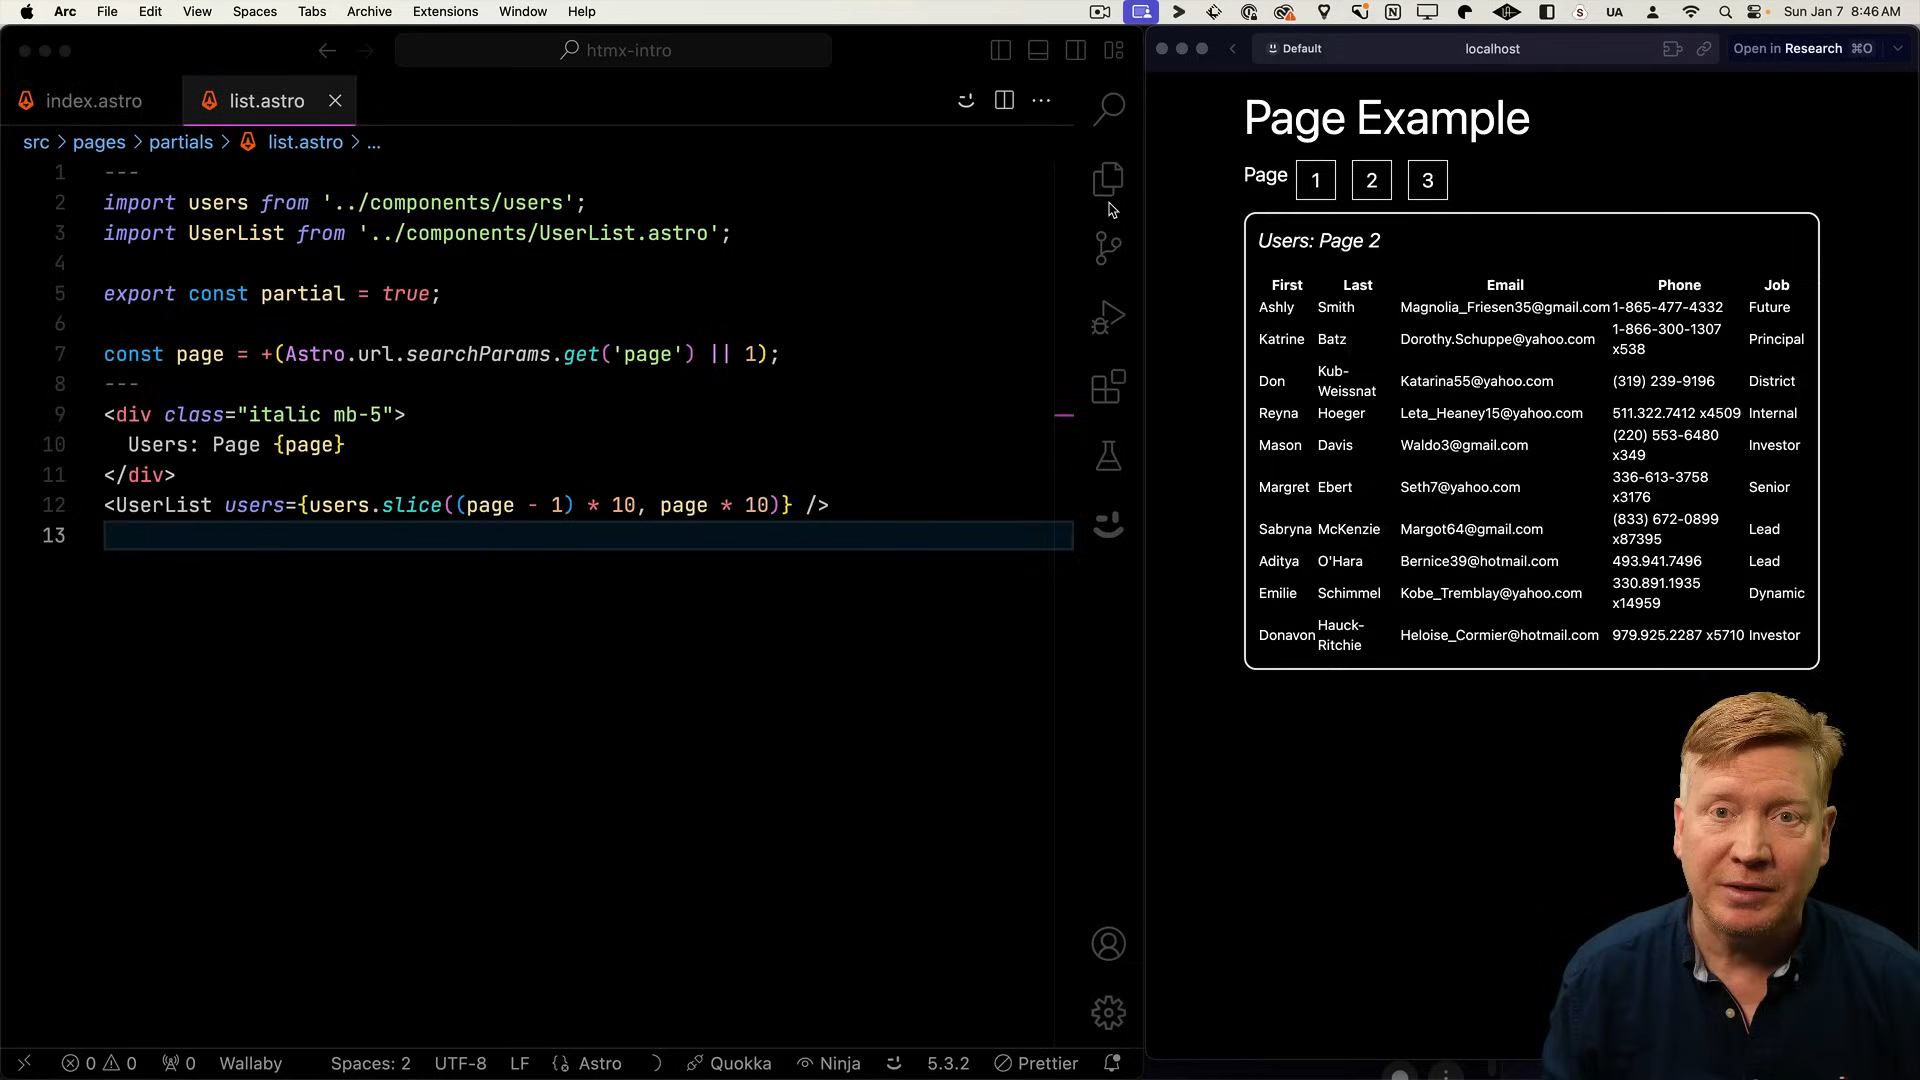 Arc File Edit View Spaces Tabs Archive Extensions Window Help
UA Sun Jan 7 8:46 AM
htmx-intro
index.astro
list.astro
src > pages > partials > list.astro > ...
1 ---
2 import users from '../components/users';
3 import UserList from '../components/UserList.astro';
4
5 export const partial = true;
6
7 const page = +(Astro.url.searchParams.get('page') || 1);
8 ---
9 <div class="italic mb-5">
10 Users: Page {page}
11 </div>
12 <UserList users={users.slice((page - 1) * 10, page * 10)} />
13
0 0 0 Wallaby Spaces: 2 UTF-8 LF Astro Quokka Ninja 5.3.2 Prettier
Default localhost Open in Research ⌘O
Page Example
Page 1 2 3
Users: Page 2
First Last Email Phone Job
Ashly Smith Magnolia_Friesen35@gmail.com 1-865-477-4332 Future
Katrine Batz Dorothy.Schuppe@yahoo.com 1-866-300-1307 x538 Principal
Don Kub-Weissnat Katarina55@yahoo.com (319) 239-9196 District
Reyna Hoeger Leta_Heaney15@yahoo.com 511.322.7412 x4509 Internal
Mason Davis Waldo3@gmail.com (220) 553-6480 x349 Investor
Margret Ebert Seth7@yahoo.com 336-613-3758 x3176 Senior
Sabryna McKenzie Margot64@gmail.com (833) 672-0899 x87395 Lead
Aditya O'Hara Bernice39@hotmail.com 493.941.7496 Lead
Emilie Schimmel Kobe_Tremblay@yahoo.com 330.891.1935 x14959 Dynamic
Donavon Hauck-Ritchie Heloise_Cormier@hotmail.com 979.925.2287 x5710 Investor